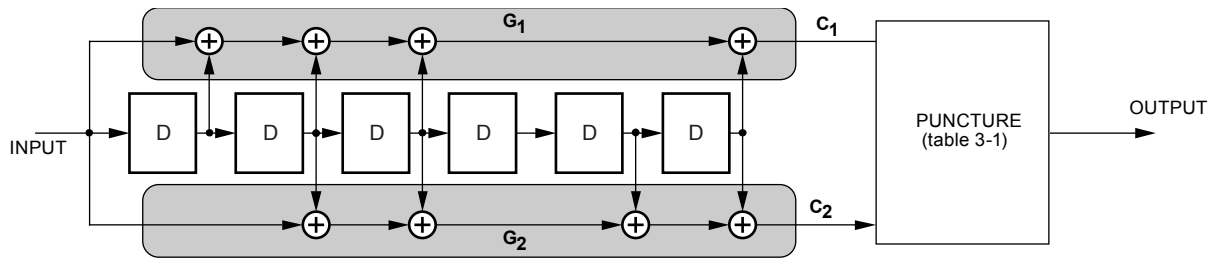 G1
C1
INPUT
D D D D D D
PUNCTURE
(table 3-1)
OUTPUT
G2
C2